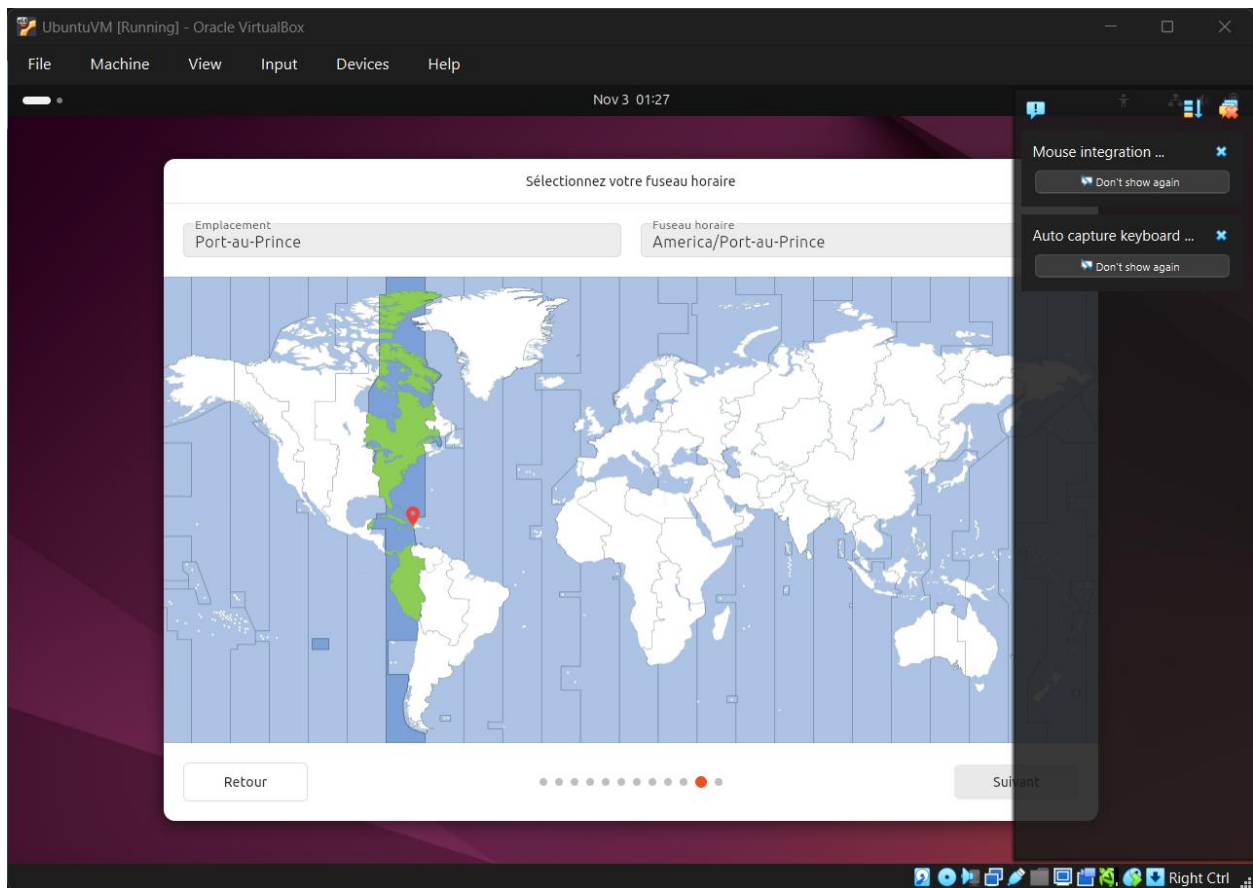 UbuntuVM [Running] - Oracle VirtualBox
File Machine View Input Devices Help
Nov 3 01:27
Mouse integration ...
Don't show again
Auto capture keyboard ...
Don't show again
Sélectionnez votre fuseau horaire
Emplacement
Port-au-Prince
Fuseau horaire
America/Port-au-Prince
Retour
Suivant
Right Ctrl